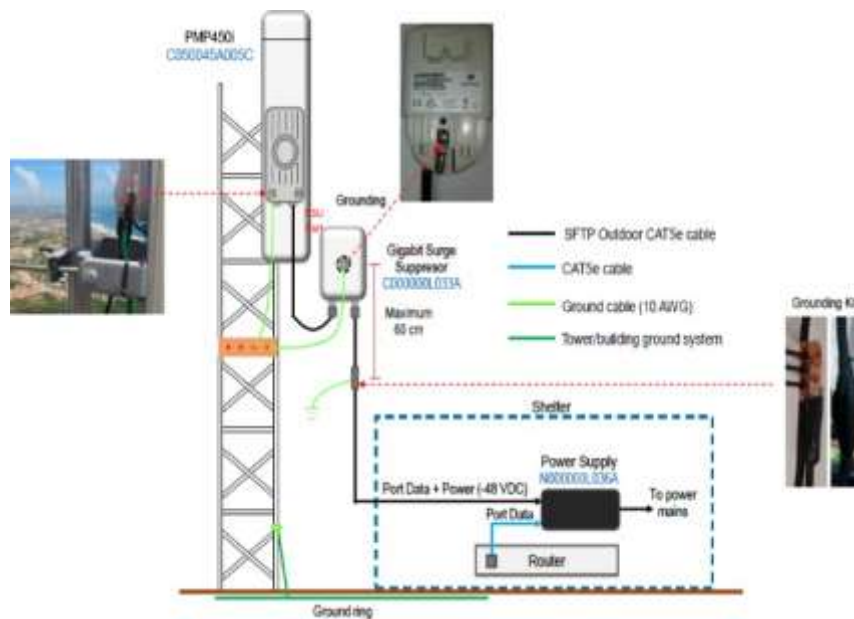 PMP450i
C050045A005C
Grounding
Gigabit Surge
Suppresor
C000000L033A
Maximum
60 cm
SFTP Outdoor CAT5e cable
CAT5e cable
Ground cable (10 AWG)
Tower/building ground system
Grounding Ki
Shelter
Power Supply
N000000L036A
Port Data + Power (-48 VDC)
To power
mains
Port Data
Router
Ground ring